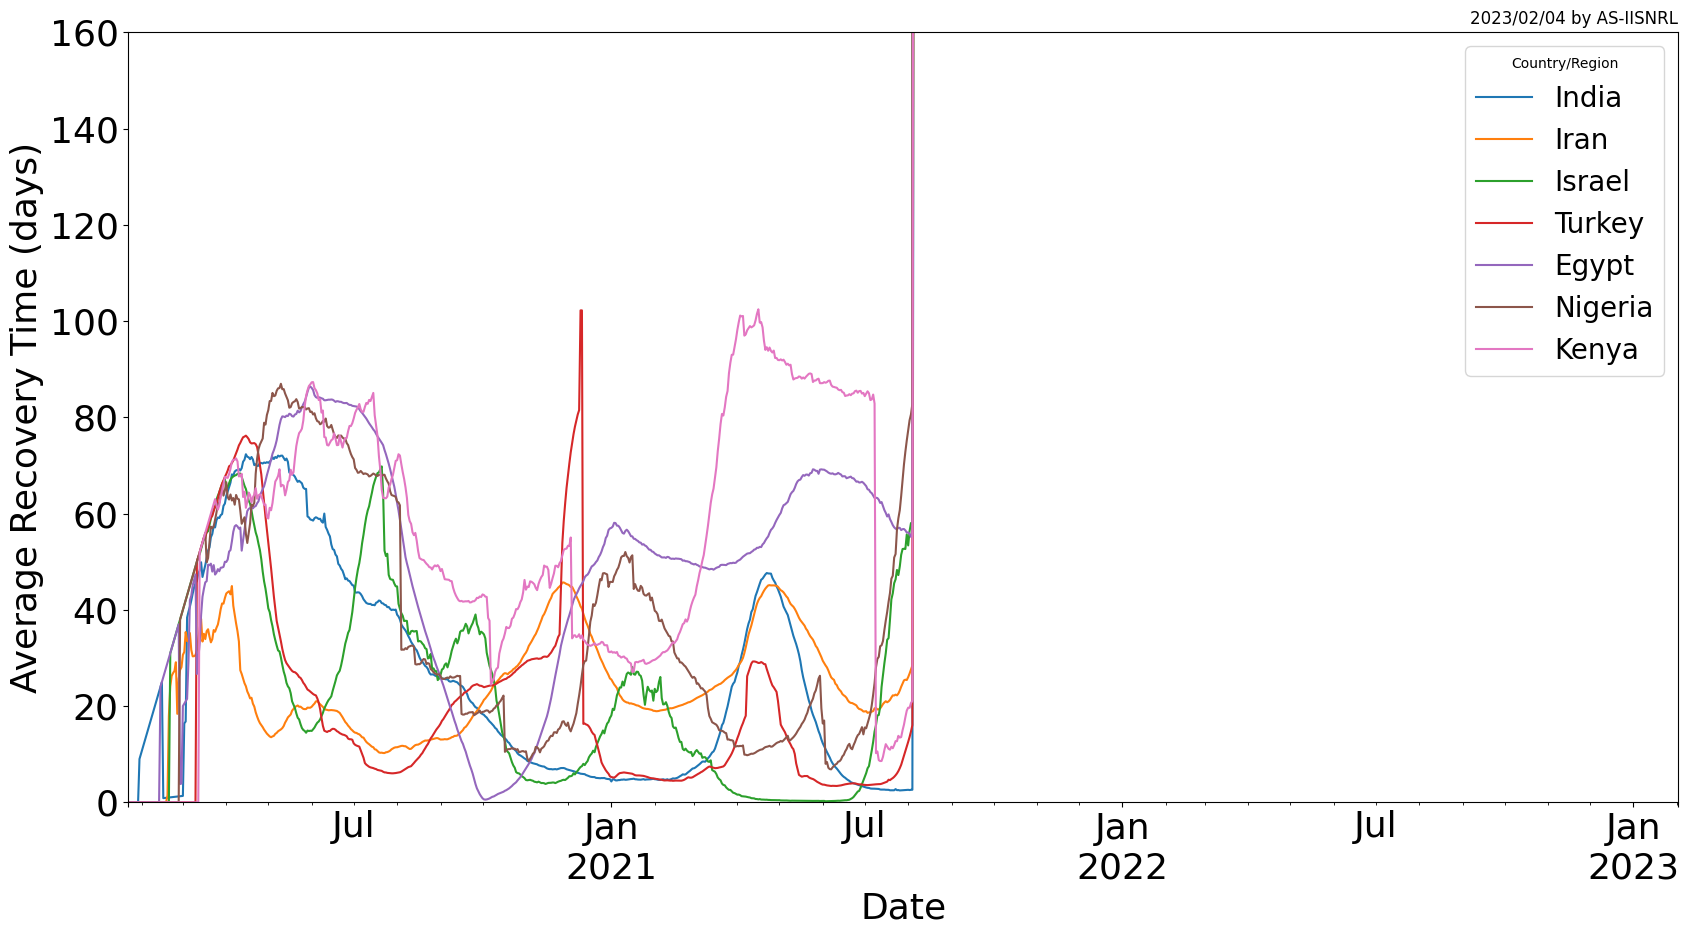 2023/02/04 by AS-IISNRL
Average Recovery Time (days)
160
140
120
100
80
60
40
20
0
Country/Region
India
Iran
Israel
Turkey
Egypt
Nigeria
Kenya
Jul
Jan
2021
Jul
Jan
2022
Jul
Jan
2023
Date